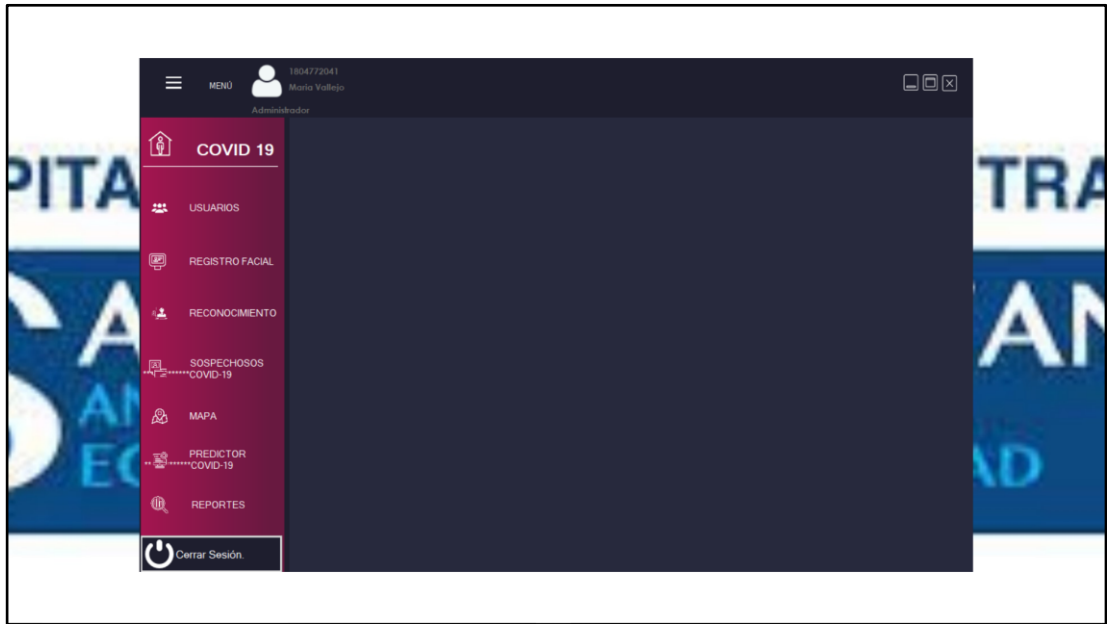 1804772041
MENÚ
Maria Vallejo
Administrador
COVID 19
USUARIOS
REGISTRO FACIAL
RECONOCIMIENTO
SOSPECHOSOS
COVID-19
MAPA
PREDICTOR
COVID-19
REPORTES
Cerrar Sesión.
PITA
TRA
AN
AD